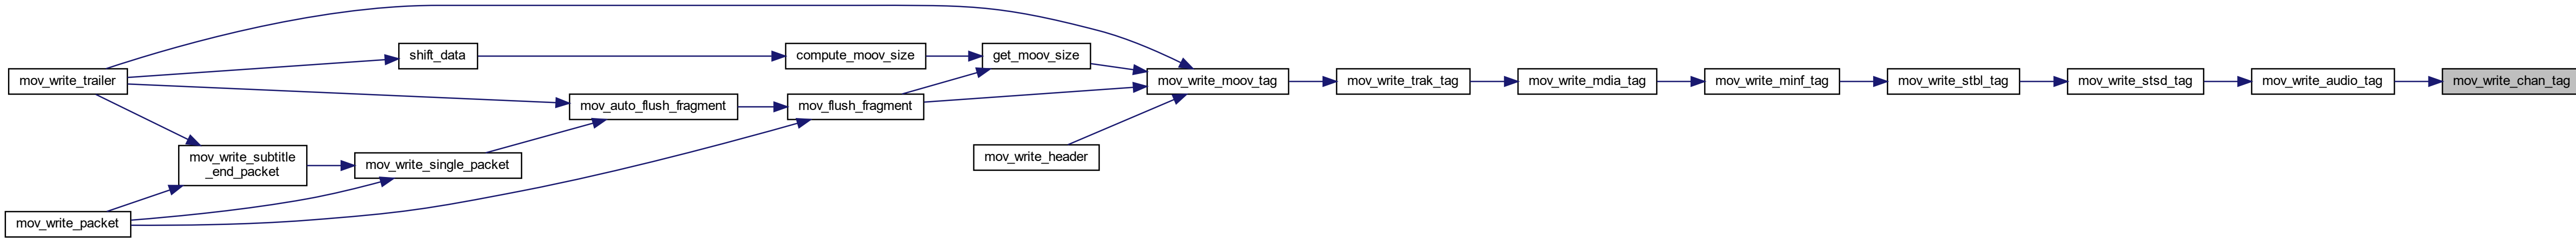 mov_write_trailer
shift_data
compute_moov_size
get_moov_size
mov_write_moov_tag
mov_write_trak_tag
mov_write_mdia_tag
mov_write_minf_tag
mov_write_stbl_tag
mov_write_stsd_tag
mov_write_audio_tag
mov_write_chan_tag
mov_auto_flush_fragment
mov_flush_fragment
mov_write_subtitle
_end_packet
mov_write_single_packet
mov_write_header
mov_write_packet